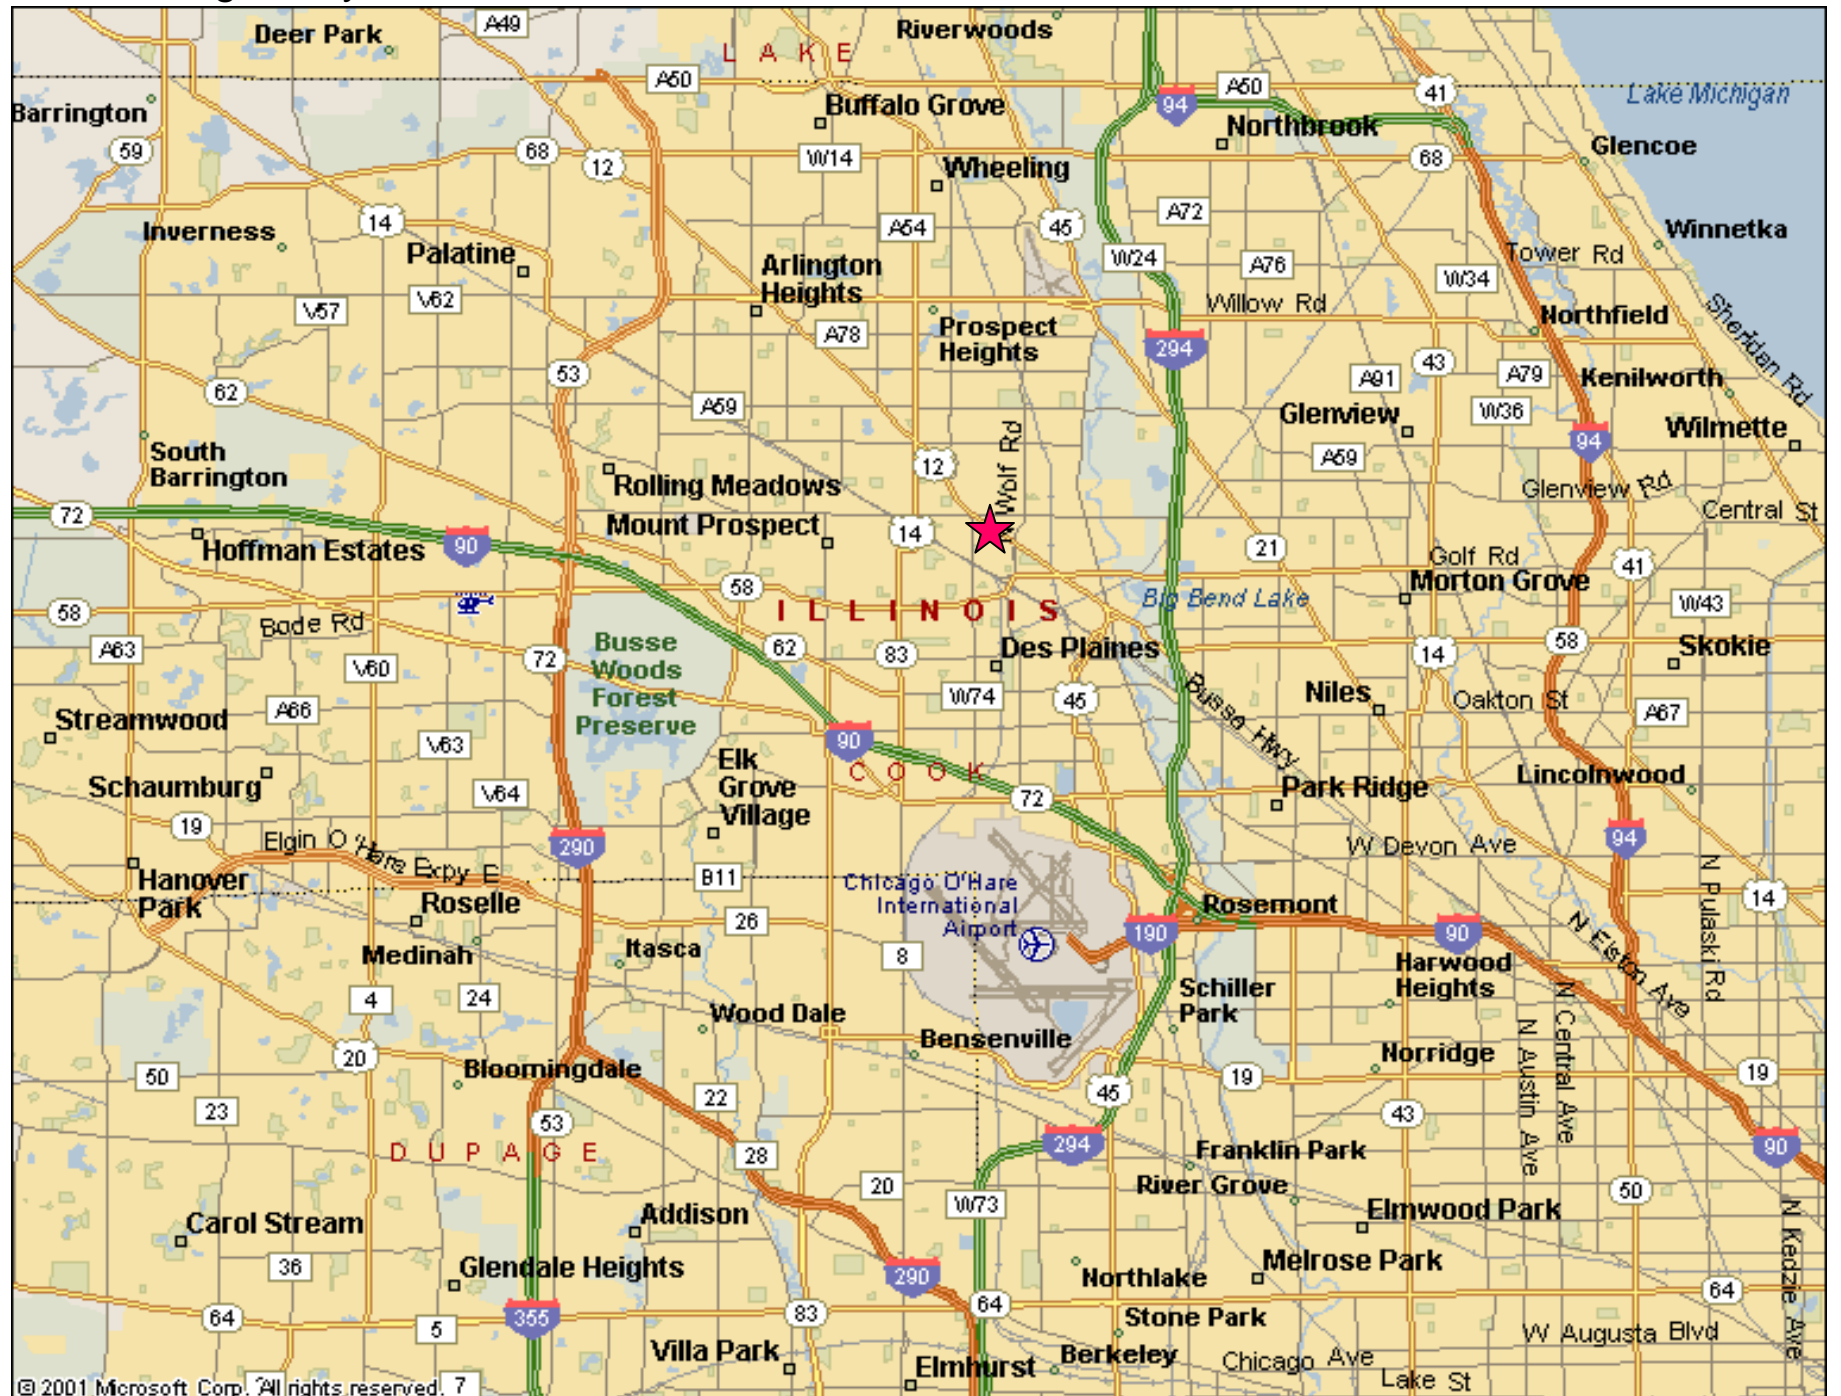 Deer Park
A49
LAKE
Riverwoods
A50
94
A50
41
Lake Michigan
Barrington
Buffalo Grove
Northbrook
Glencoe
59
68
12
W14
Wheeling
68
14
Inverness
Palatine
A54
45
A72
Winnetka
Tower Rd
W24
A76
W34
V57
V62
Arlington
Heights
Willow Rd
Northfield
Sheridan Rd
A78
Prospect
Heights
294
43
53
62
A59
A91
A79
Kenilworth
W36
Glenview
Wilmette
South
Barrington
N Wolf Rd
12
A59
94
Rolling Meadows
Glenview Rd
Central St
72
Mount Prospect
14
Hoffman Estates
90
21
Golf Rd
41
58
Morton Grove
Big Bend Lake
W43
58
Bode Rd
ILLINOIS
A63
V60
72
Busse
Woods
Forest
Preserve
62
83
Des Plaines
14
58
Skokie
W74
45
Busse Hwy
Niles
Oakton St
A67
Streamwood
A66
V63
90
COOK
Elk
Grove
Village
Schaumburg
V64
72
Park Ridge
Lincolnwood
19
Elgin O'Hare Expy E
290
W Devon Ave
94
Hanover
Park
Roselle
B11
Chicago O'Hare
International
Airport
Rosemont
N Pulaski Rd
14
26
190
90
N Elston Ave
Medinah
Itasca
8
Harwood
Heights
4
24
Wood Dale
Schiller
Park
N Central Ave
N Austin Ave
Bensenville
Norridge
20
50
Bloomingdale
19
19
23
22
45
43
53
294
90
DUPAGE
28
Franklin Park
20
River Grove
50
W73
Carol Stream
Addison
Elmwood Park
N Kedzie Ave
36
Glendale Heights
290
Northlake
Melrose Park
64
5
355
83
64
64
Stone Park
W Augusta Blvd
Villa Park
Elmhurst
Berkeley
Chicago Ave
Lake St
© 2001 Microsoft Corp. All rights reserved.
7